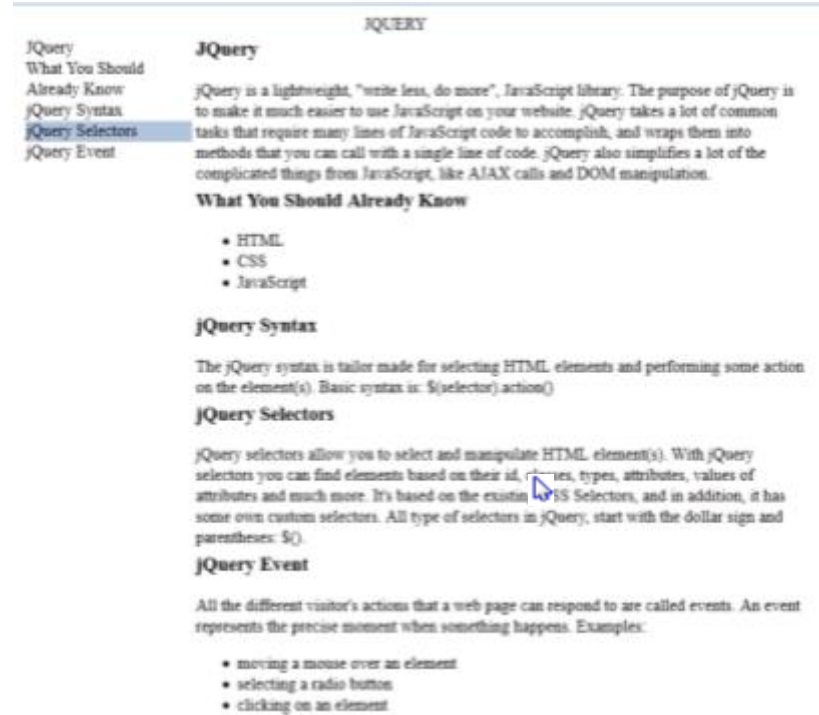 JQUERY
JQuery
What You Should
Already Know
jQuery Syntax
jQuery Selectors
jQuery Event
JQuery
jQuery is a lightweight, "write less, do more", JavaScript library. The purpose of jQuery is
to make it much easier to use JavaScript on your website. jQuery takes a lot of common
tasks that require many lines of JavaScript code to accomplish, and wraps them into
methods that you can call with a single line of code. jQuery also simplifies a lot of the
complicated things from JavaScript, like AJAX calls and DOM manipulation.
What You Should Already Know
• HTML
• CSS
• JavaScript
jQuery Syntax
The jQuery syntax is tailor made for selecting HTML elements and performing some action
on the element(s). Basic syntax is: $(selector).action()
jQuery Selectors
jQuery selectors allow you to select and manipulate HTML element(s). With jQuery
selectors you can find elements based on their id, types, attributes, values of
attributes and much more. It's based on the Selectors, and in addition, it has
some own custom selectors. All type of selectors in jQuery, start with the dollar sign and
parentheses: $().
jQuery Event
All the different visitor's actions that a web page can respond to are called events. An event
represents the precise moment when something happens. Examples:
• moving a mouse over an element
• selecting a radio button
• clicking on an element